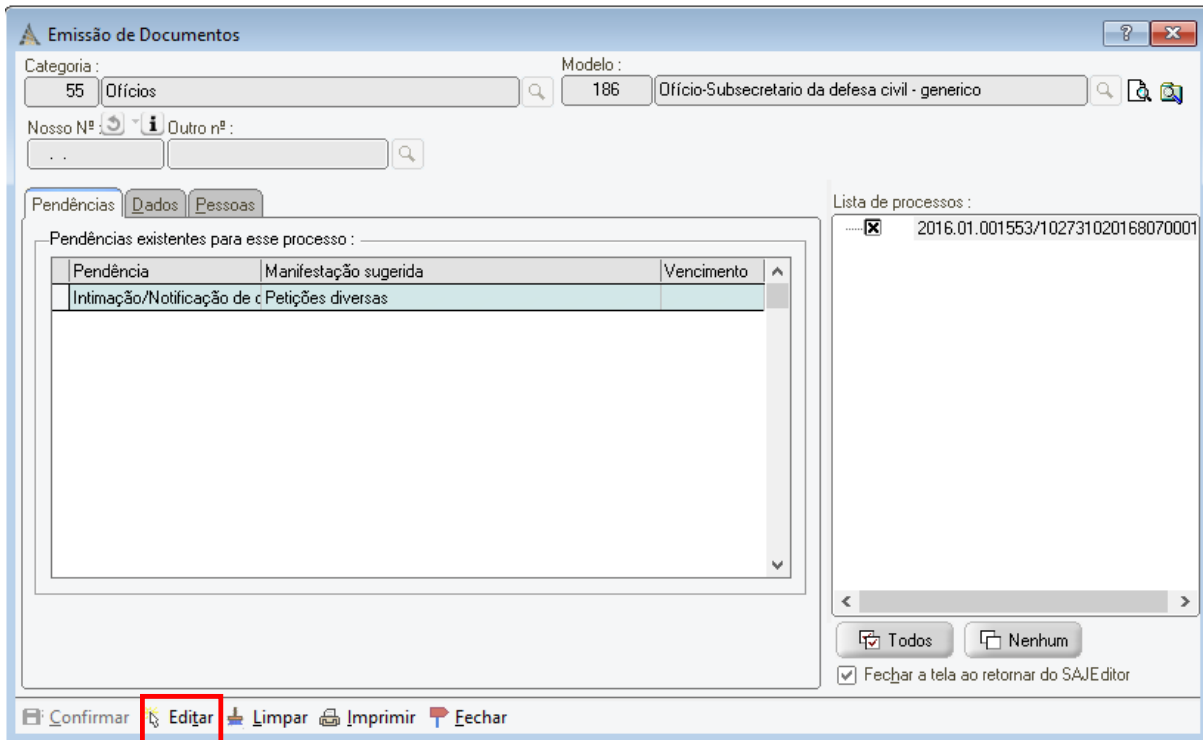 Emissão de Documentos
Categoria :
Modelo :
55 Ofícios
186 Ofício-Subsecretario da defesa civil - generico
Nosso Nº : Outro nº :
. .
Pendências Dados Pessoas
Lista de processos :
2016.01.001553/102731020168070001
Pendências existentes para esse processo :
Pendência Manifestação sugerida Vencimento
Intimação/Notificação de c Petições diversas
Todos Nenhum
Fechar a tela ao retornar do SAJEditor
Confirmar Editar Limpar Imprimir Fechar